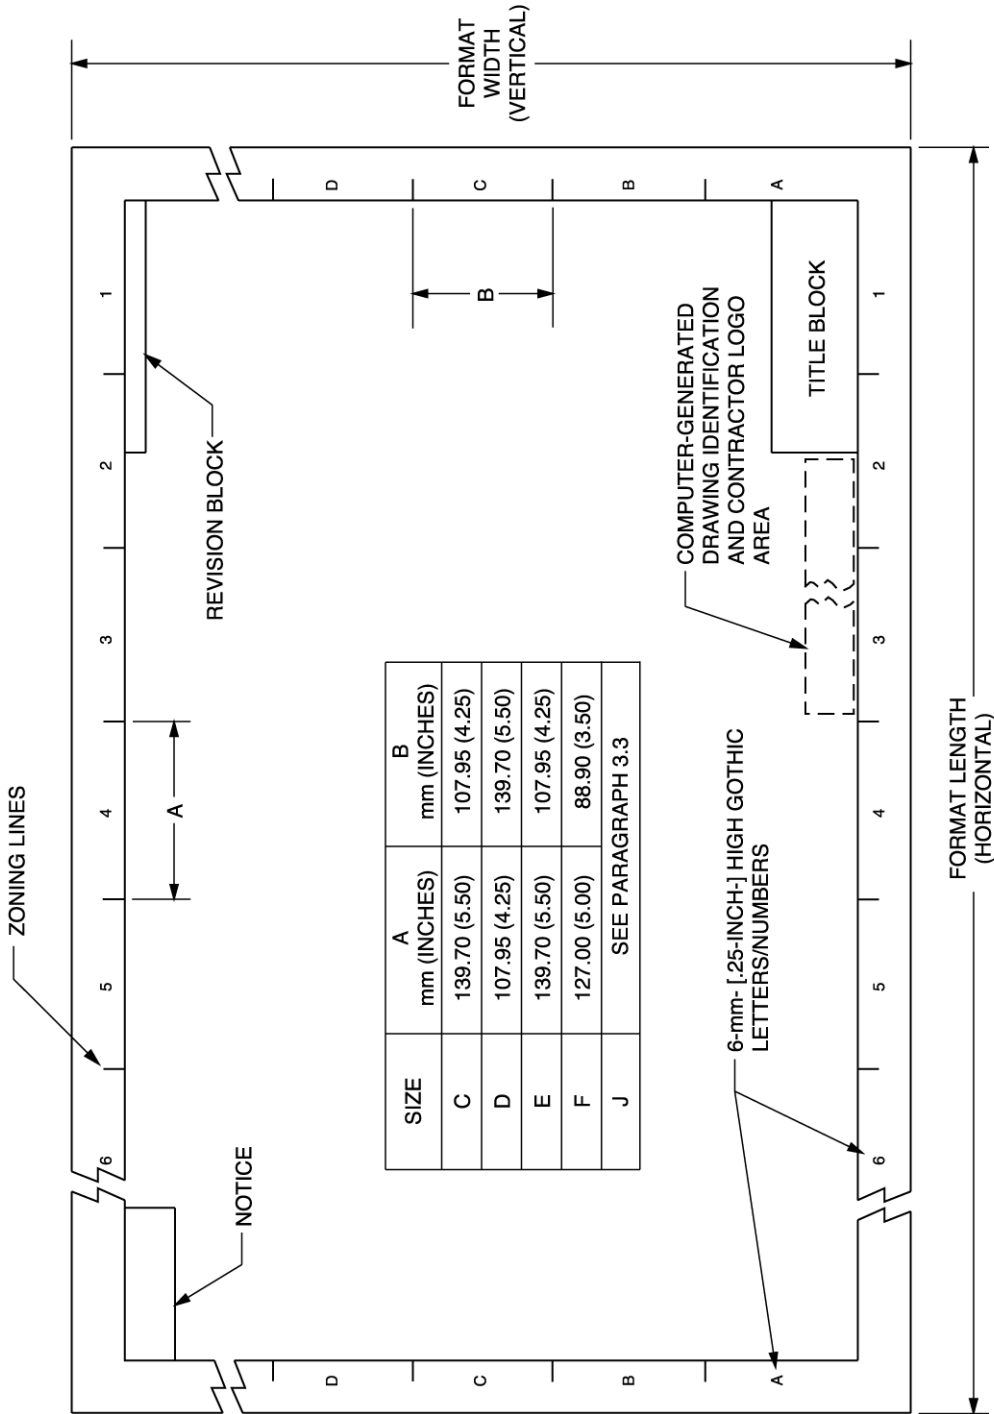 ZONING LINES
FORMAT
WIDTH
(VERTICAL)
6
5
4
3
2
1
NOTICE
A
REVISION BLOCK
D
D
C
C
B
B
A
A
B
SIZE
A
mm (INCHES)
B
mm (INCHES)
C 139.70 (5.50) 107.95 (4.25)
D 107.95 (4.25) 139.70 (5.50)
E 139.70 (5.50) 107.95 (4.25)
F 127.00 (5.00) 88.90 (3.50)
J SEE PARAGRAPH 3.3
6-mm- [.25-INCH-] HIGH GOTHIC
LETTERS/NUMBERS
COMPUTER-GENERATED
DRAWING IDENTIFICATION
AND CONTRACTOR LOGO
AREA
TITLE BLOCK
6
5
4
3
2
1
FORMAT LENGTH
(HORIZONTAL)